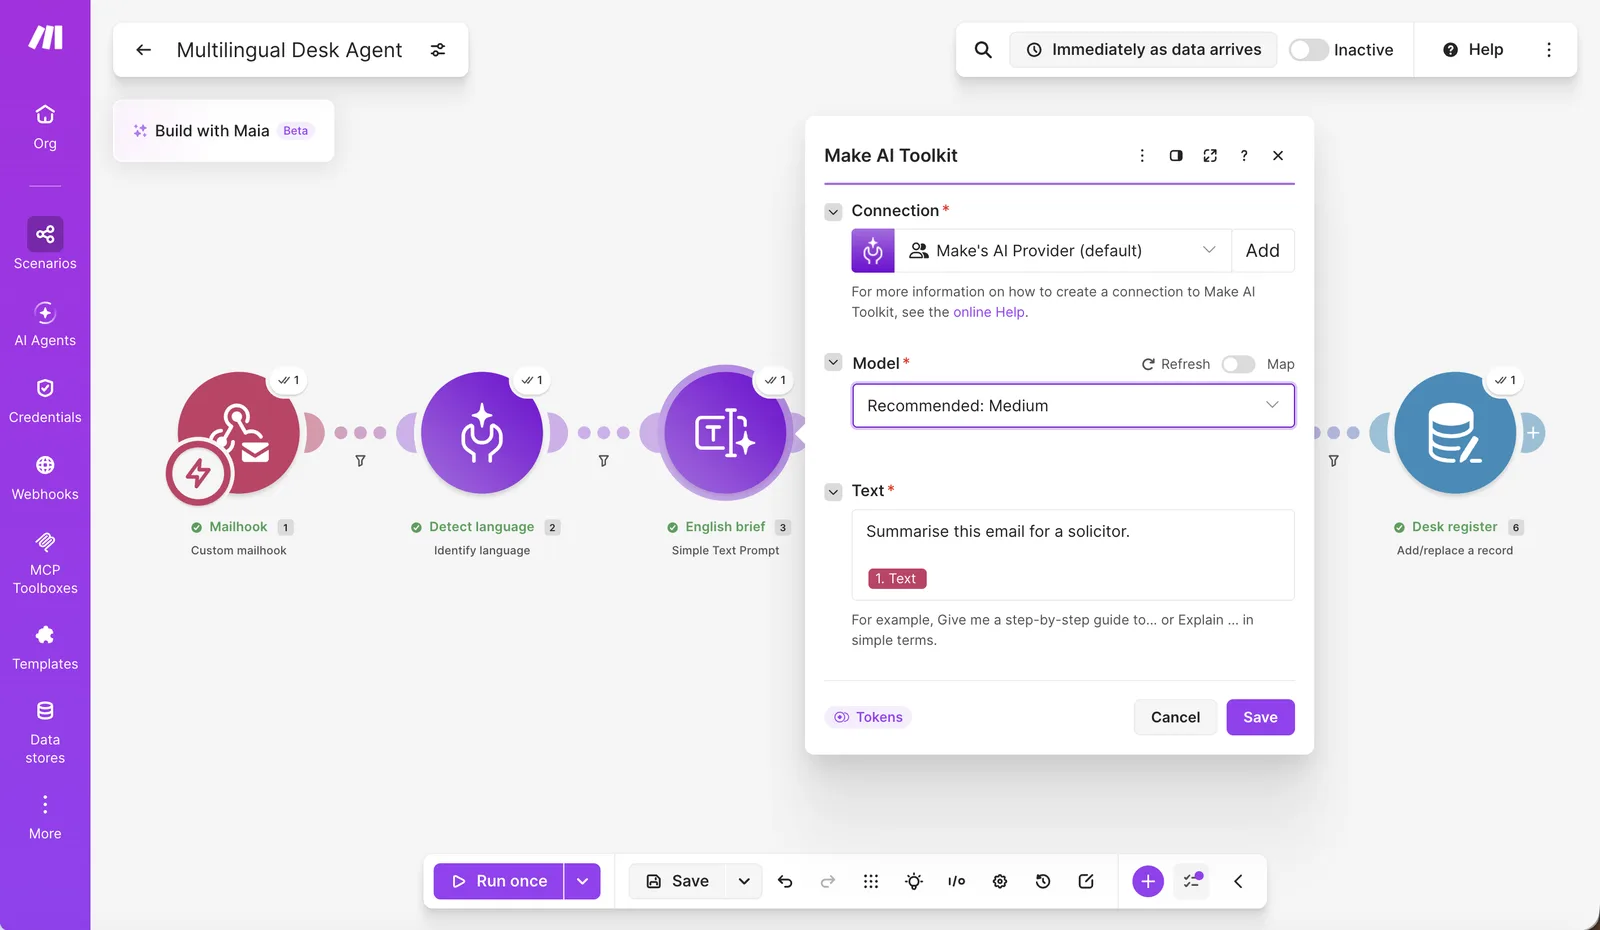 Multilingual Desk Agent
Immediately as data arrives
Inactive
Help
Build with Maia Beta
Org
Scenarios
AI Agents
Credentials
Webhooks
MCP
Toolboxes
Templates
Data
stores
More
1
Mailhook 1
Custom mailhook
1
Detect language 2
Identify language
1
T
English brief 3
Simple Text Prompt
Make AI Toolkit
?
Connection *
Make's AI Provider (default)
Add
For more information on how to create a connection to Make AI
Toolkit, see the online Help.
Model *
Refresh
Map
Recommended: Medium
Text *
Summarise this email for a solicitor.
1. Text
For example, Give me a step-by-step guide to... or Explain ... in
simple terms.
Tokens
Cancel
Save
1
Desk register 6
Add/replace a record
Run once
Save
I/O